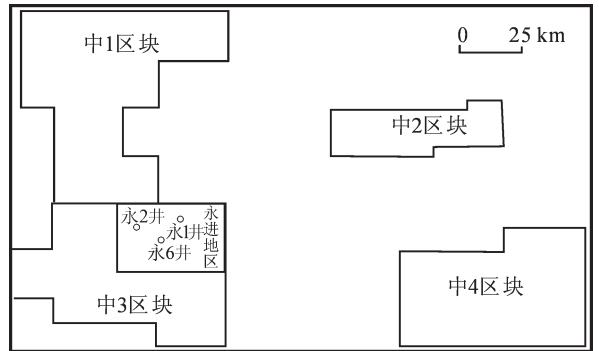 中1区块
0 25 km
中2区块
永2井
永1井
永6井
永进地区
中3区块
中4区块